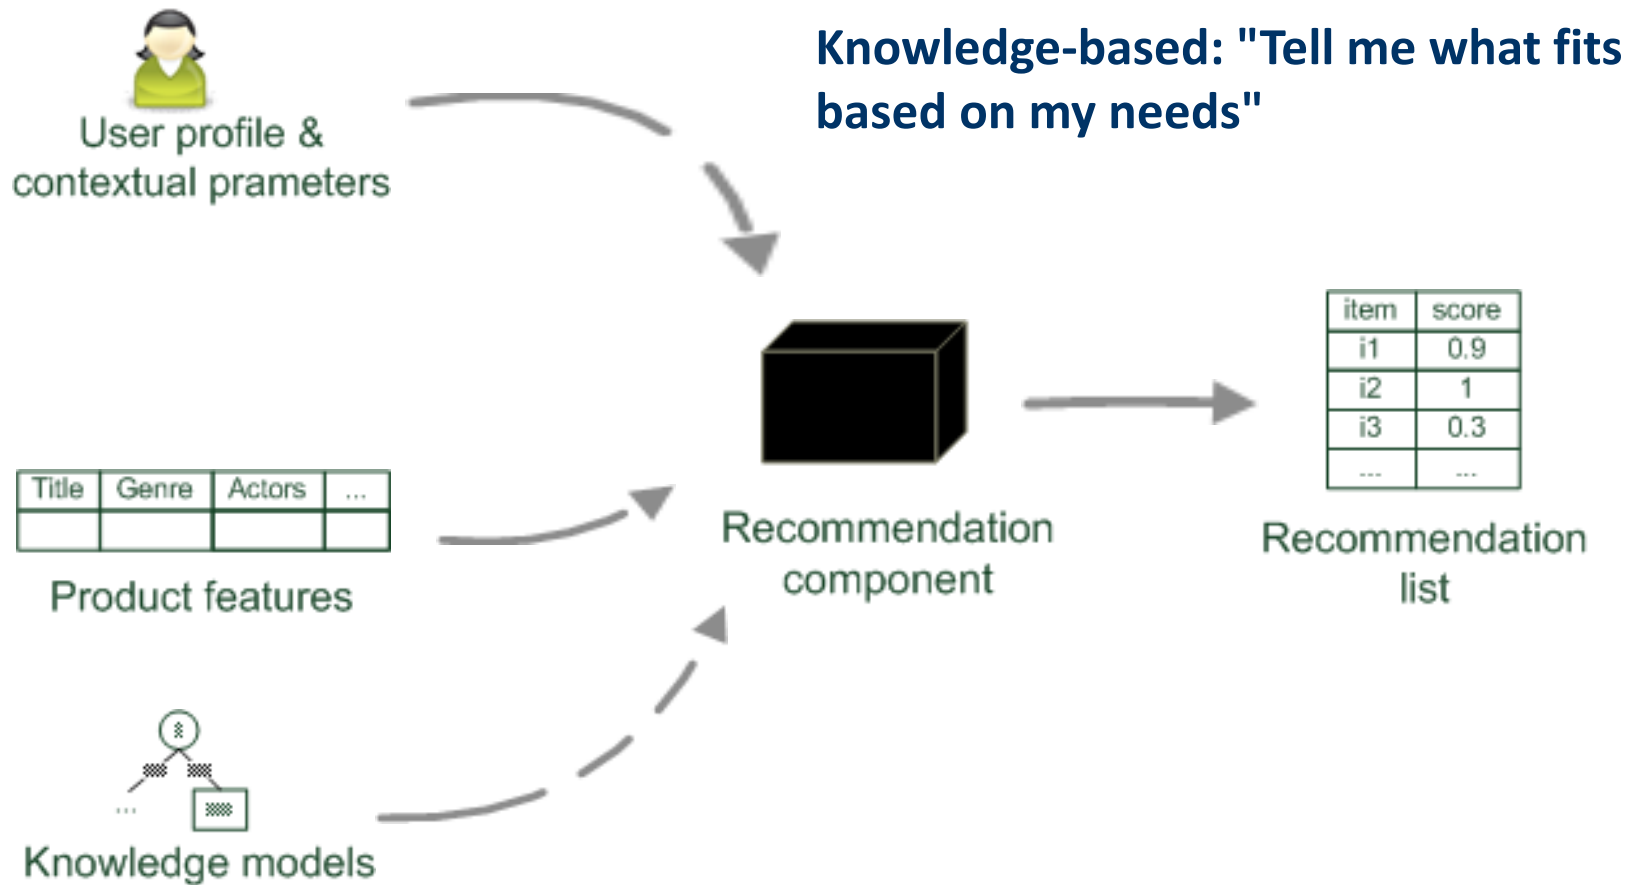 Knowledge-based: "Tell me what fits
based on my needs"
User profile &
contextual prameters
Title Genre Actors ...
Product features
...
Knowledge models
Recommendation
component
item score
i1 0.9
i2 1
i3 0.3
... ...
Recommendation
list